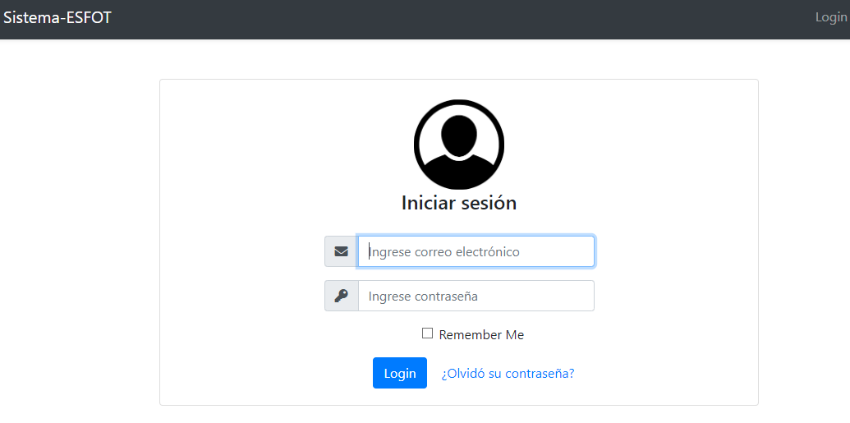 Sistema-ESFOT
Login
Iniciar sesión
Ingrese correo electrónico
Ingrese contraseña
Remember Me
Login ¿Olvidó su contraseña?